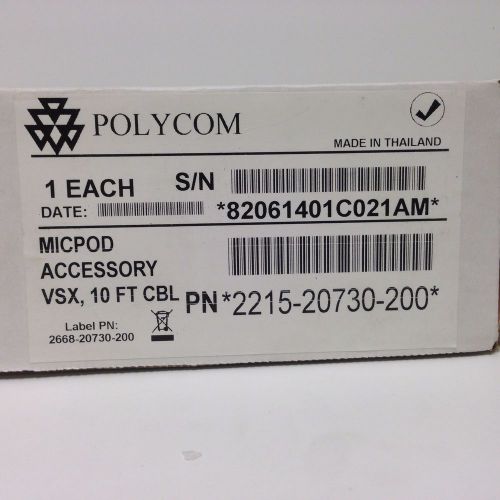 POLYCOM
MADE IN THAILAND
1 EACH S/N
DATE: *82061401C021AM*
MICPOD
ACCESSORY
VSX, 10 FT CBL PN *2215-20730-200*
Label PN:
2668-20730-200